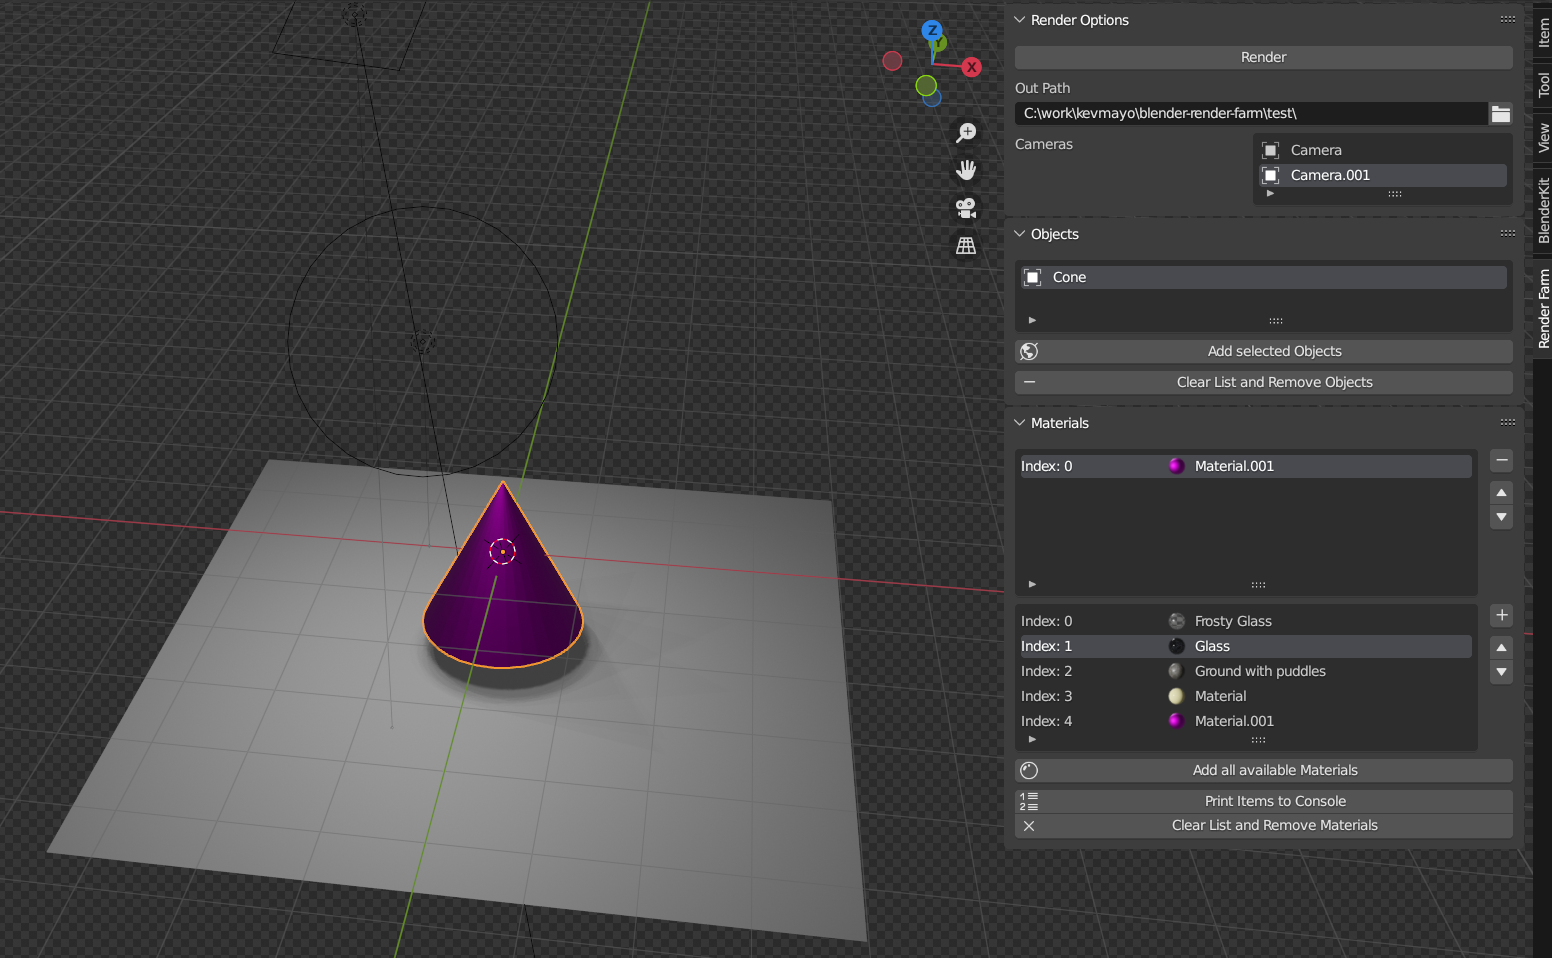 Z
Y
X
Render Options
Render
Out Path
C:\work\kevmayo\blender-render-farm\test\
Cameras
Camera
Camera.001
Objects
Cone
Add selected Objects
Clear List and Remove Objects
Materials
Index: 0 Material.001
Index: 0 Frosty Glass
Index: 1 Glass
Index: 2 Ground with puddles
Index: 3 Material
Index: 4 Material.001
Add all available Materials
1
2
Print Items to Console
Clear List and Remove Materials
Item
Tool
View
BlenderKit
Render Farm